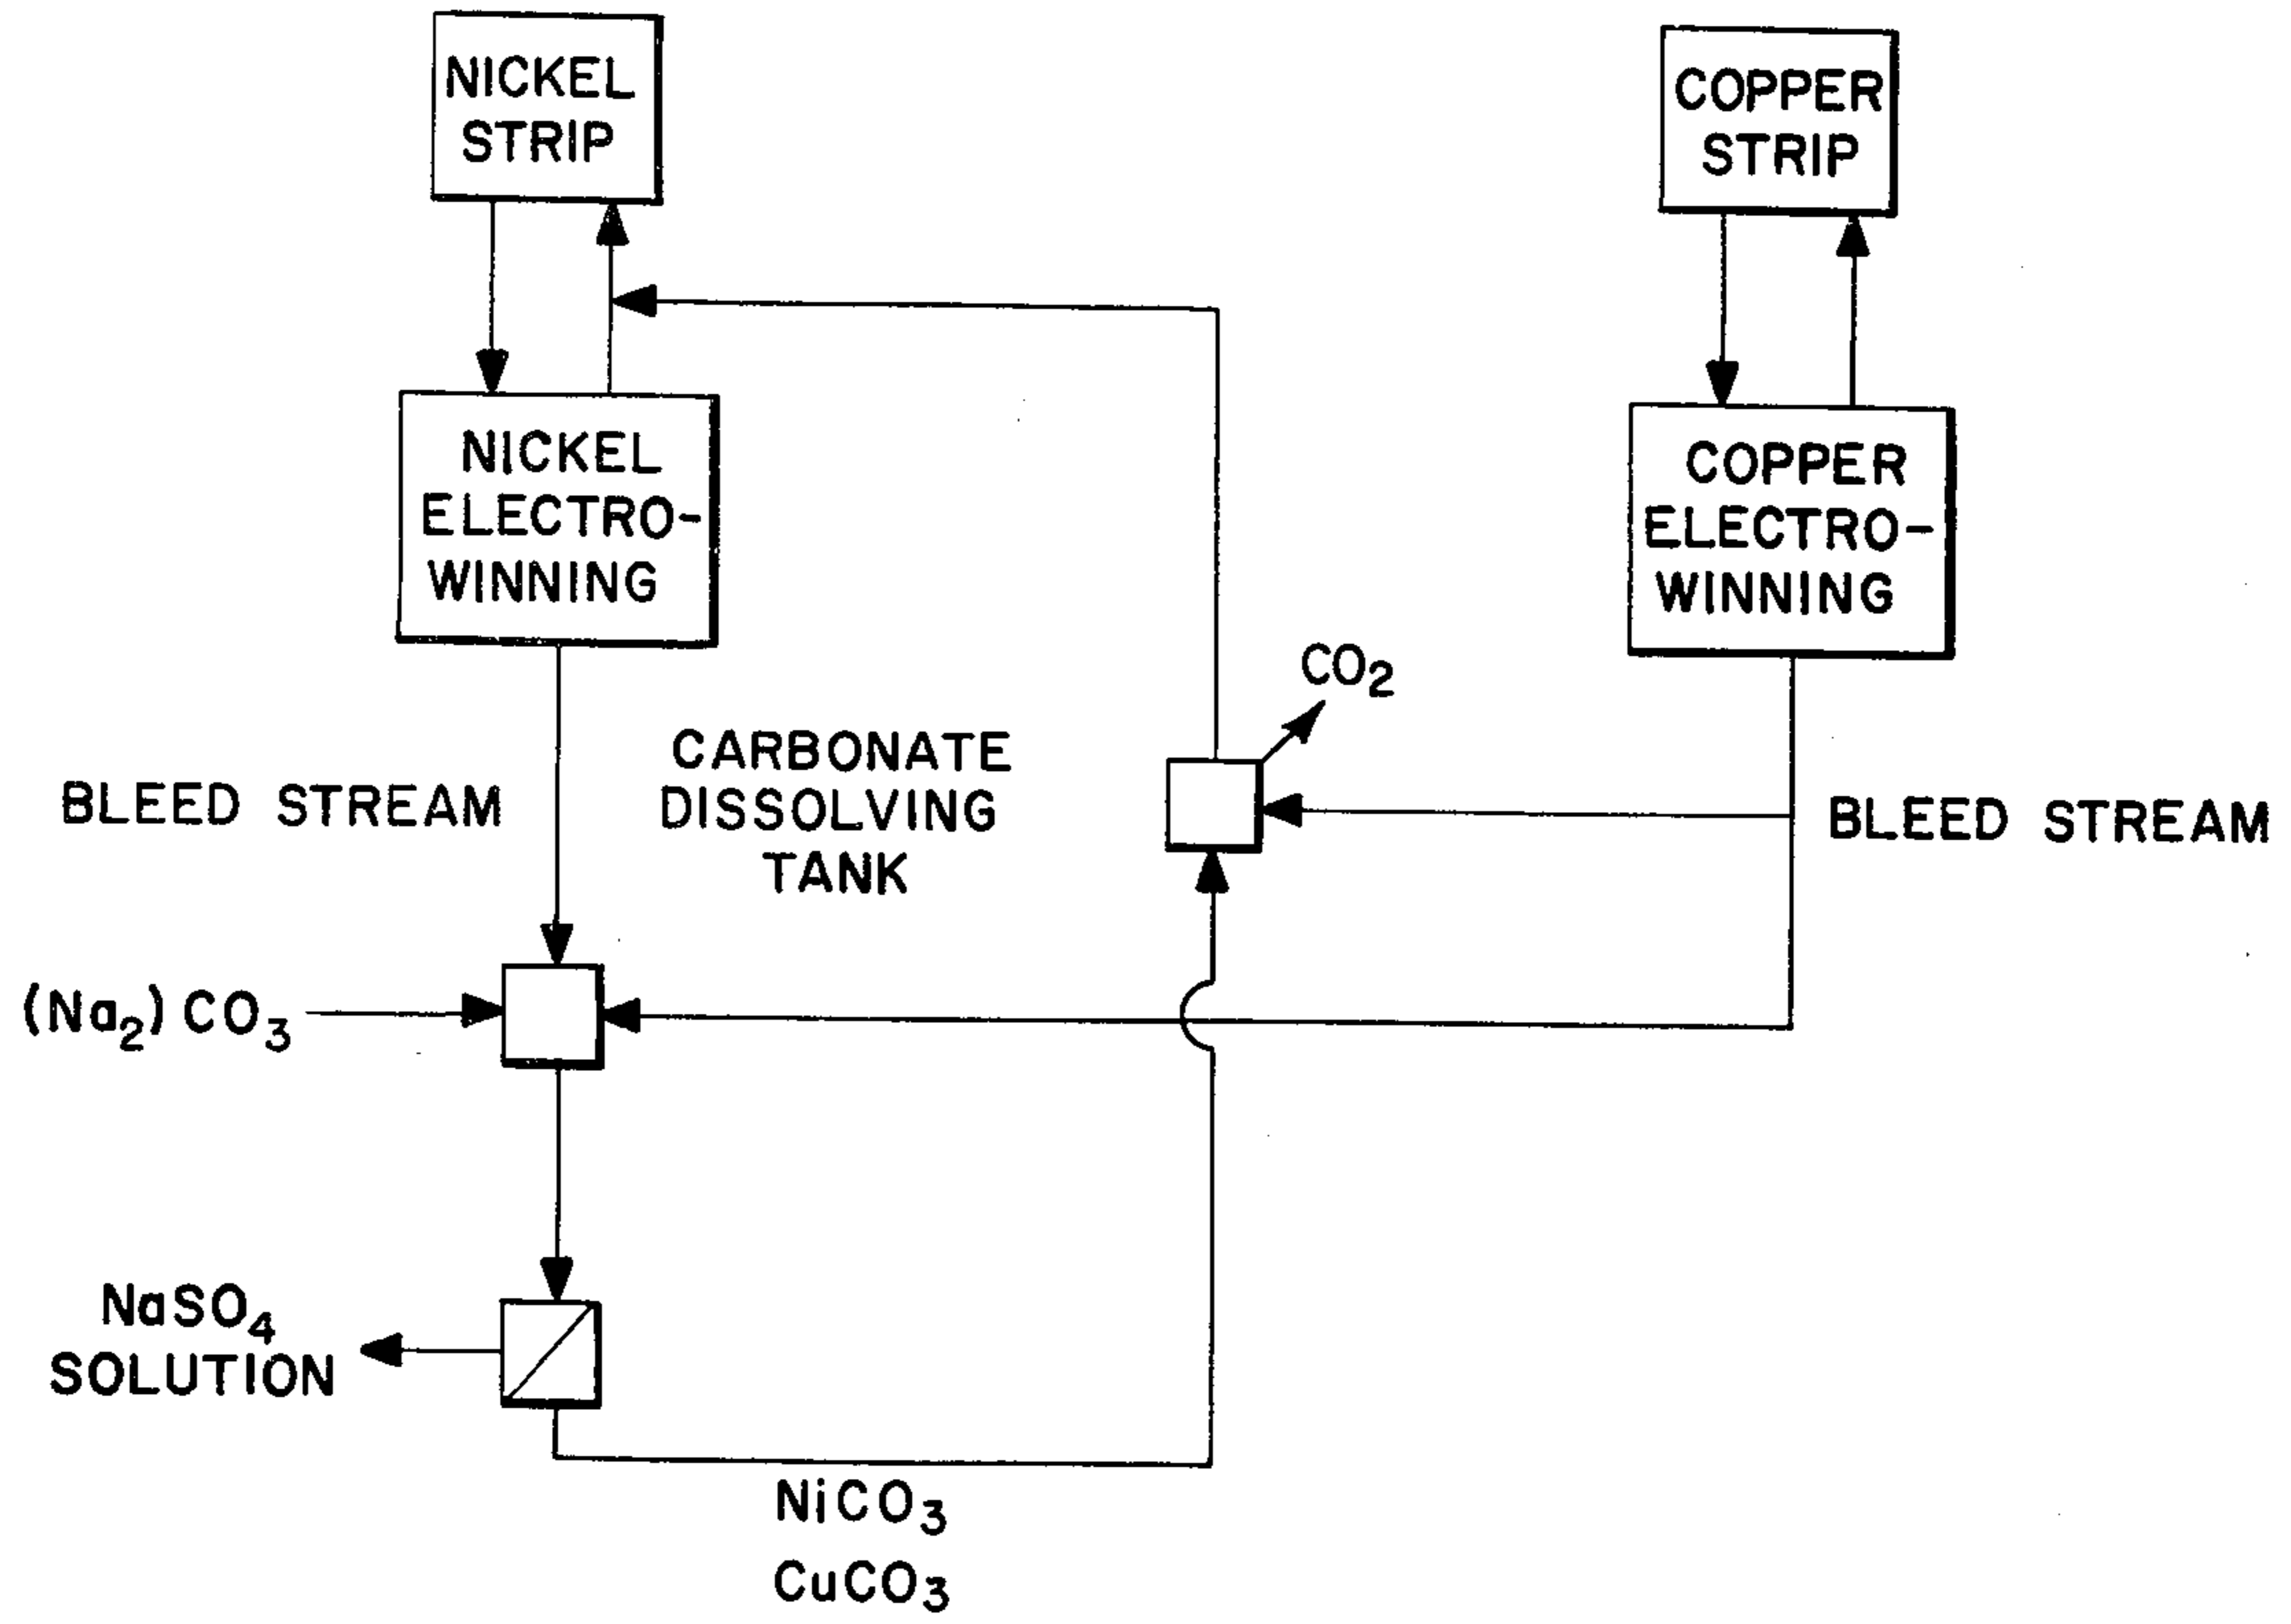 NICKEL
STRIP
COPPER
STRIP
NICKEL
ELECTRO-
WINNING
COPPER
ELECTRO-
WINNING
CO₂
CARBONATE
DISSOLVING
TANK
BLEED STREAM
BLEED STREAM
(Na₂) CO₃
NaSO₄
SOLUTION
NiCO₃
CuCO₃